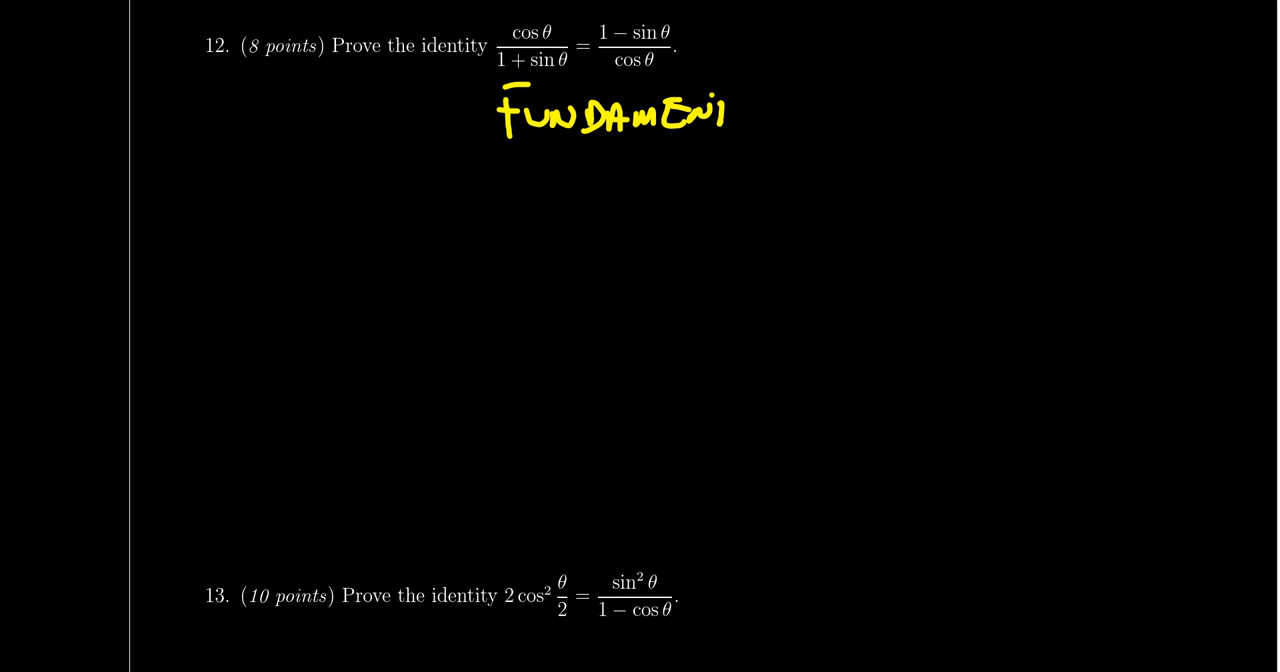 12. (8 points) Prove the identity cos θ / (1 + sin θ) = (1 − sin θ) / cos θ.
FUNDAMENT
13. (10 points) Prove the identity 2 cos² θ/2 = sin² θ / (1 − cos θ).